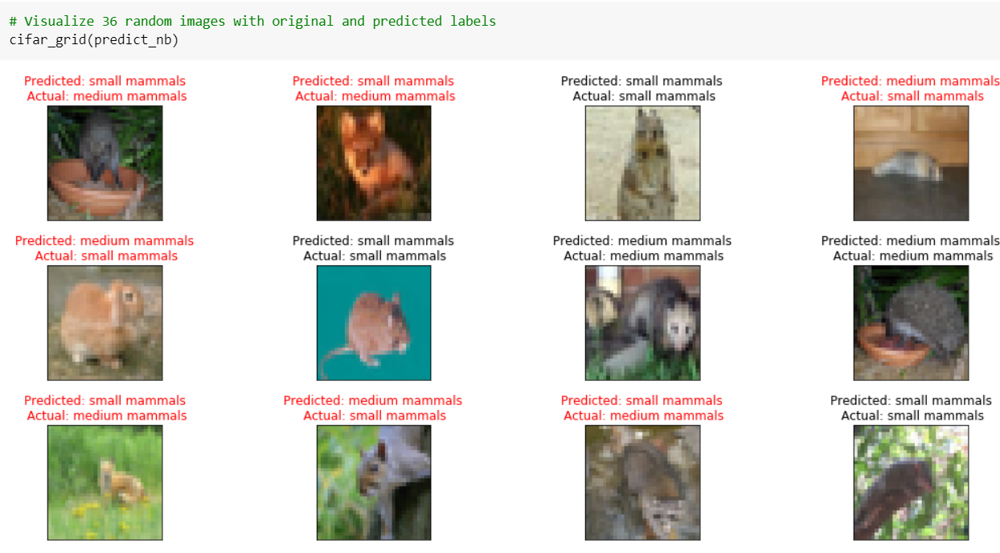 # Visualize 36 random images with original and predicted labels
cifar_grid(predict_nb)
Predicted: small mammals
Actual: medium mammals
Predicted: small mammals
Actual: medium mammals
Predicted: small mammals
Actual: small mammals
Predicted: medium mammals
Actual: small mammals
Predicted: medium mammals
Actual: small mammals
Predicted: small mammals
Actual: small mammals
Predicted: medium mammals
Actual: medium mammals
Predicted: medium mammals
Actual: medium mammals
Predicted: small mammals
Actual: medium mammals
Predicted: medium mammals
Actual: small mammals
Predicted: small mammals
Actual: medium mammals
Predicted: small mammals
Actual: small mammals